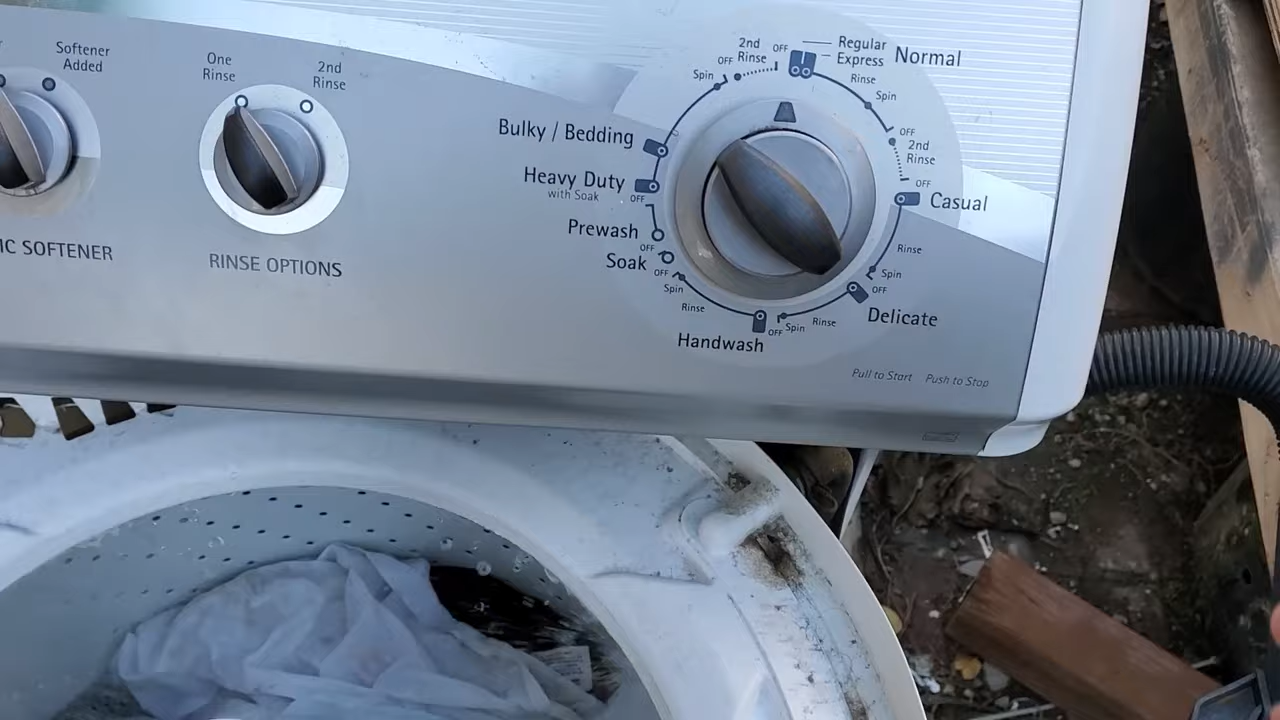 Softener
Added
IC SOFTENER
One
Rinse
2nd
Rinse
RINSE OPTIONS
2nd
Rinse
OFF
OFF
Spin
Regular
Express
Normal
Rinse
Spin
OFF
2nd
Rinse
OFF
Casual
Rinse
Spin
OFF
Delicate
Rinse
Spin
OFF
Handwash
Rinse
Spin
OFF
Soak
OFF
Prewash
OFF
Heavy Duty
with Soak
Bulky / Bedding
Pull to Start Push to Stop